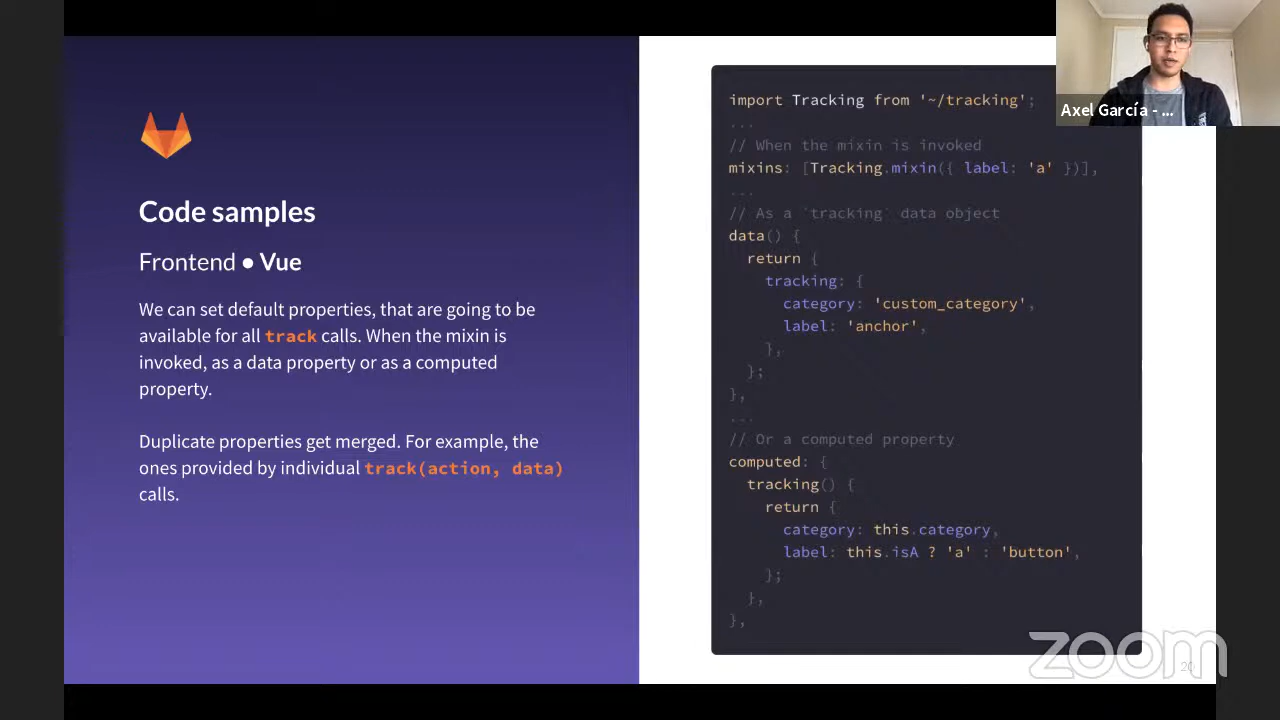 Code samples
Frontend ● Vue
We can set default properties, that are going to be
available for all track calls. When the mixin is
invoked, as a data property or as a computed
property.
Duplicate properties get merged. For example, the
ones provided by individual track(action, data)
calls.
import Tracking from '~/tracking';
...
// When the mixin is invoked
mixins: [Tracking.mixin({ label: 'a' })],
...
// As a `tracking` data object
data() {
  return {
    tracking: {
      category: 'custom_category',
      label: 'anchor',
    },
  };
},
...
// Or a computed property
computed: {
  tracking() {
    return {
      category: this.category,
      label: this.isA ? 'a' : 'button',
    };
  },
},
Axel García - ...
zoom
20